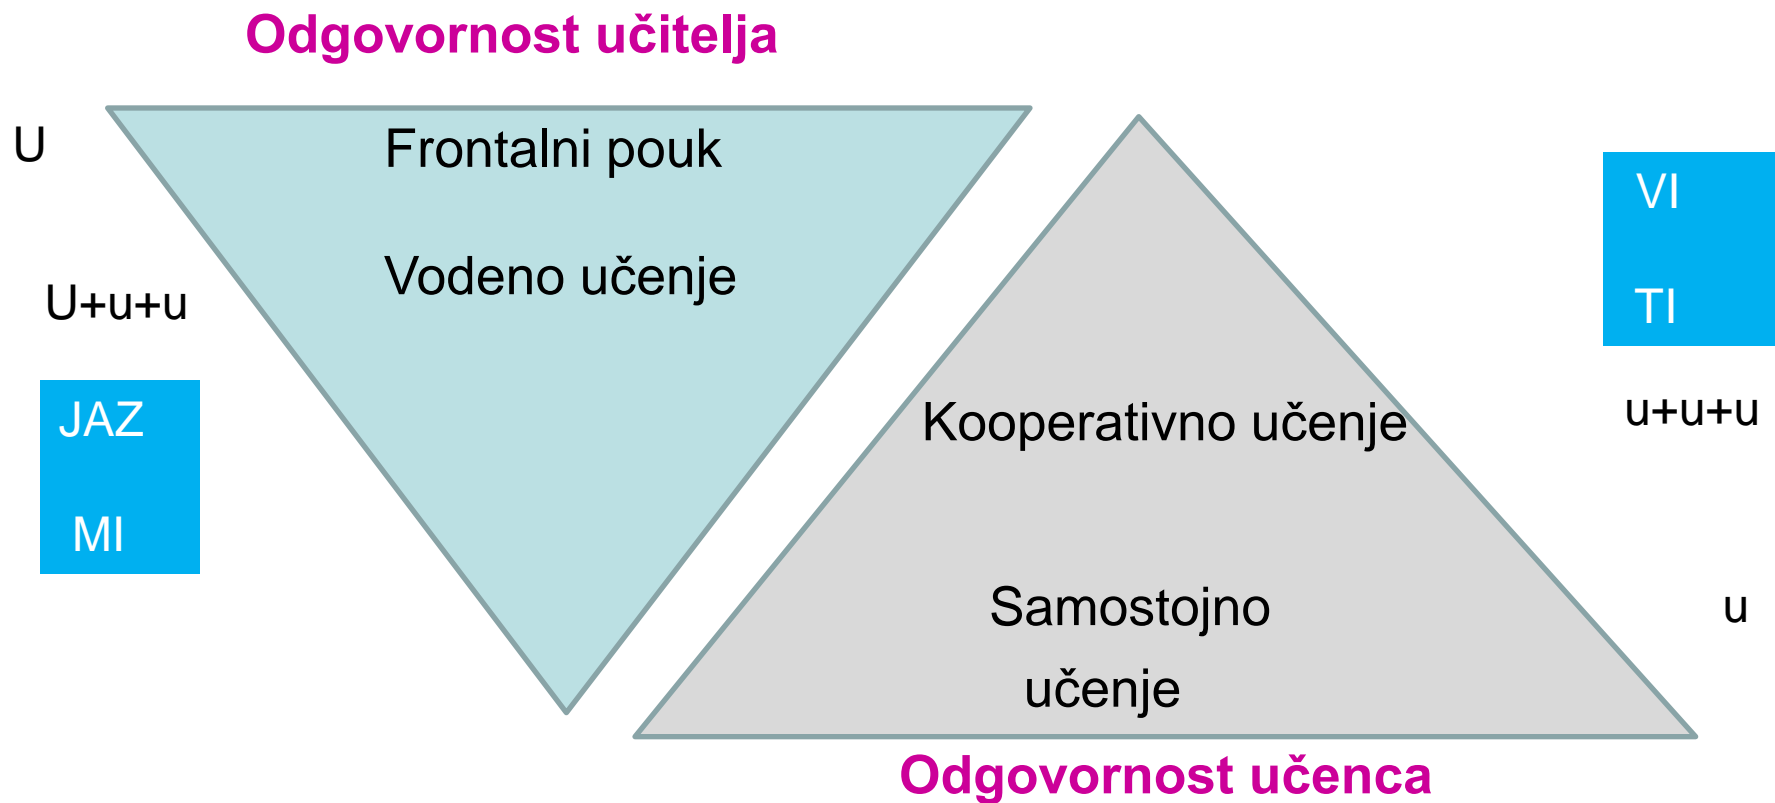 Odgovornost učitelja
U
Frontalni pouk
Vodeno učenje
U+u+u
JAZ
MI
VI
TI
Kooperativno učenje
u+u+u
Samostojno
učenje
u
Odgovornost učenca